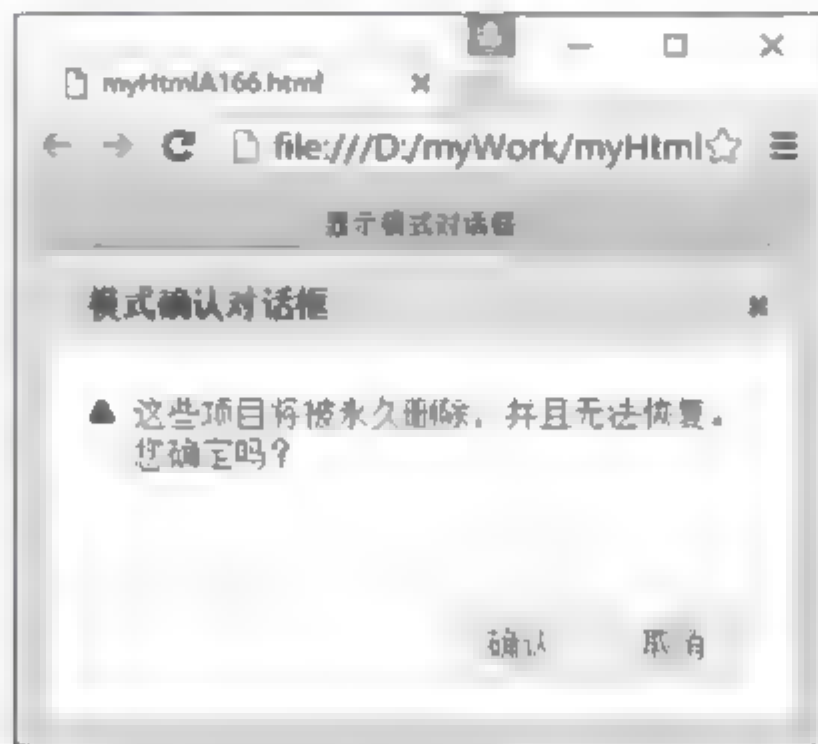 myHtmlA166.html
file:///D:/myWork/myHtml
显示模式对话框
模式确认对话框
这些项目将被永久删除，并且无法恢复。
您确定吗？
确认 取消